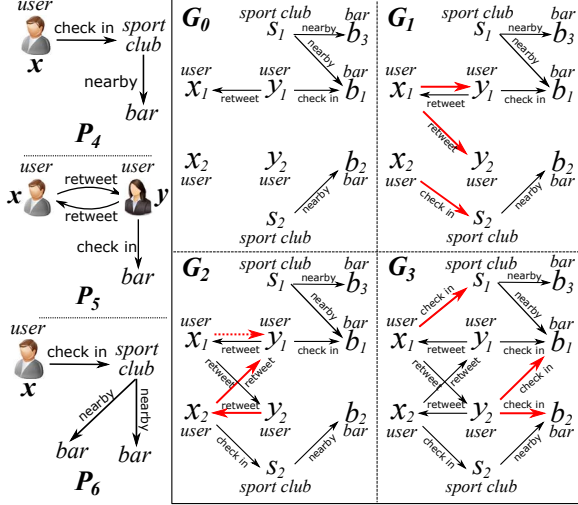 user
x
check in
sport
club
nearby
bar
P4
user
x
retweet
retweet
y
check in
bar
P5
user
x
check in
sport
club
nearby
nearby
bar
bar
P6
G0
sport club
s1
nearby
nearby
bar
b3
user
x1
retweet
user
y1
check in
bar
b1
x2
user
y2
user
b2
bar
nearby
s2
sport club
G1
sport club
s1
nearby
nearby
bar
b3
user
x1
retweet
user
y1
check in
bar
b1
retweet
x2
user
y2
user
b2
bar
check in
nearby
s2
sport club
G2
sport club
s1
nearby
nearby
bar
b3
user
x1
retweet
user
y1
check in
bar
b1
retweet
retweet
x2
user
retweet
y2
user
b2
bar
check in
nearby
s2
sport club
G3
sport club
s1
nearby
nearby
bar
b3
check in
user
x1
retweet
user
y1
check in
bar
b1
retweet
retweet
check in
x2
user
retweet
y2
user
check in
b2
bar
check in
nearby
s2
sport club